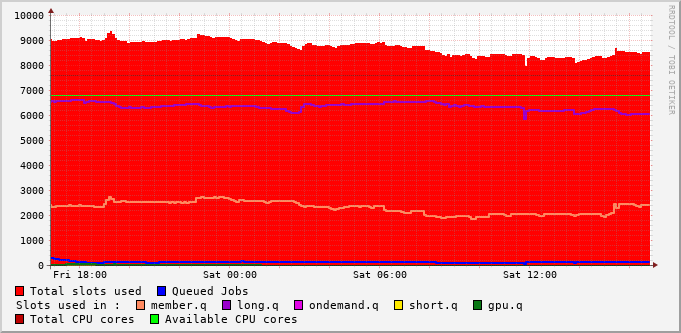 10000
9000
8000
7000
6000
5000
4000
3000
2000
1000
0
Fri 18:00 Sat 00:00 Sat 06:00 Sat 12:00
RRDTOOL / TOBI OETIKER
Total slots used Queued Jobs
Slots used in : member.q long.q ondemand.q short.q gpu.q
Total CPU cores Available CPU cores